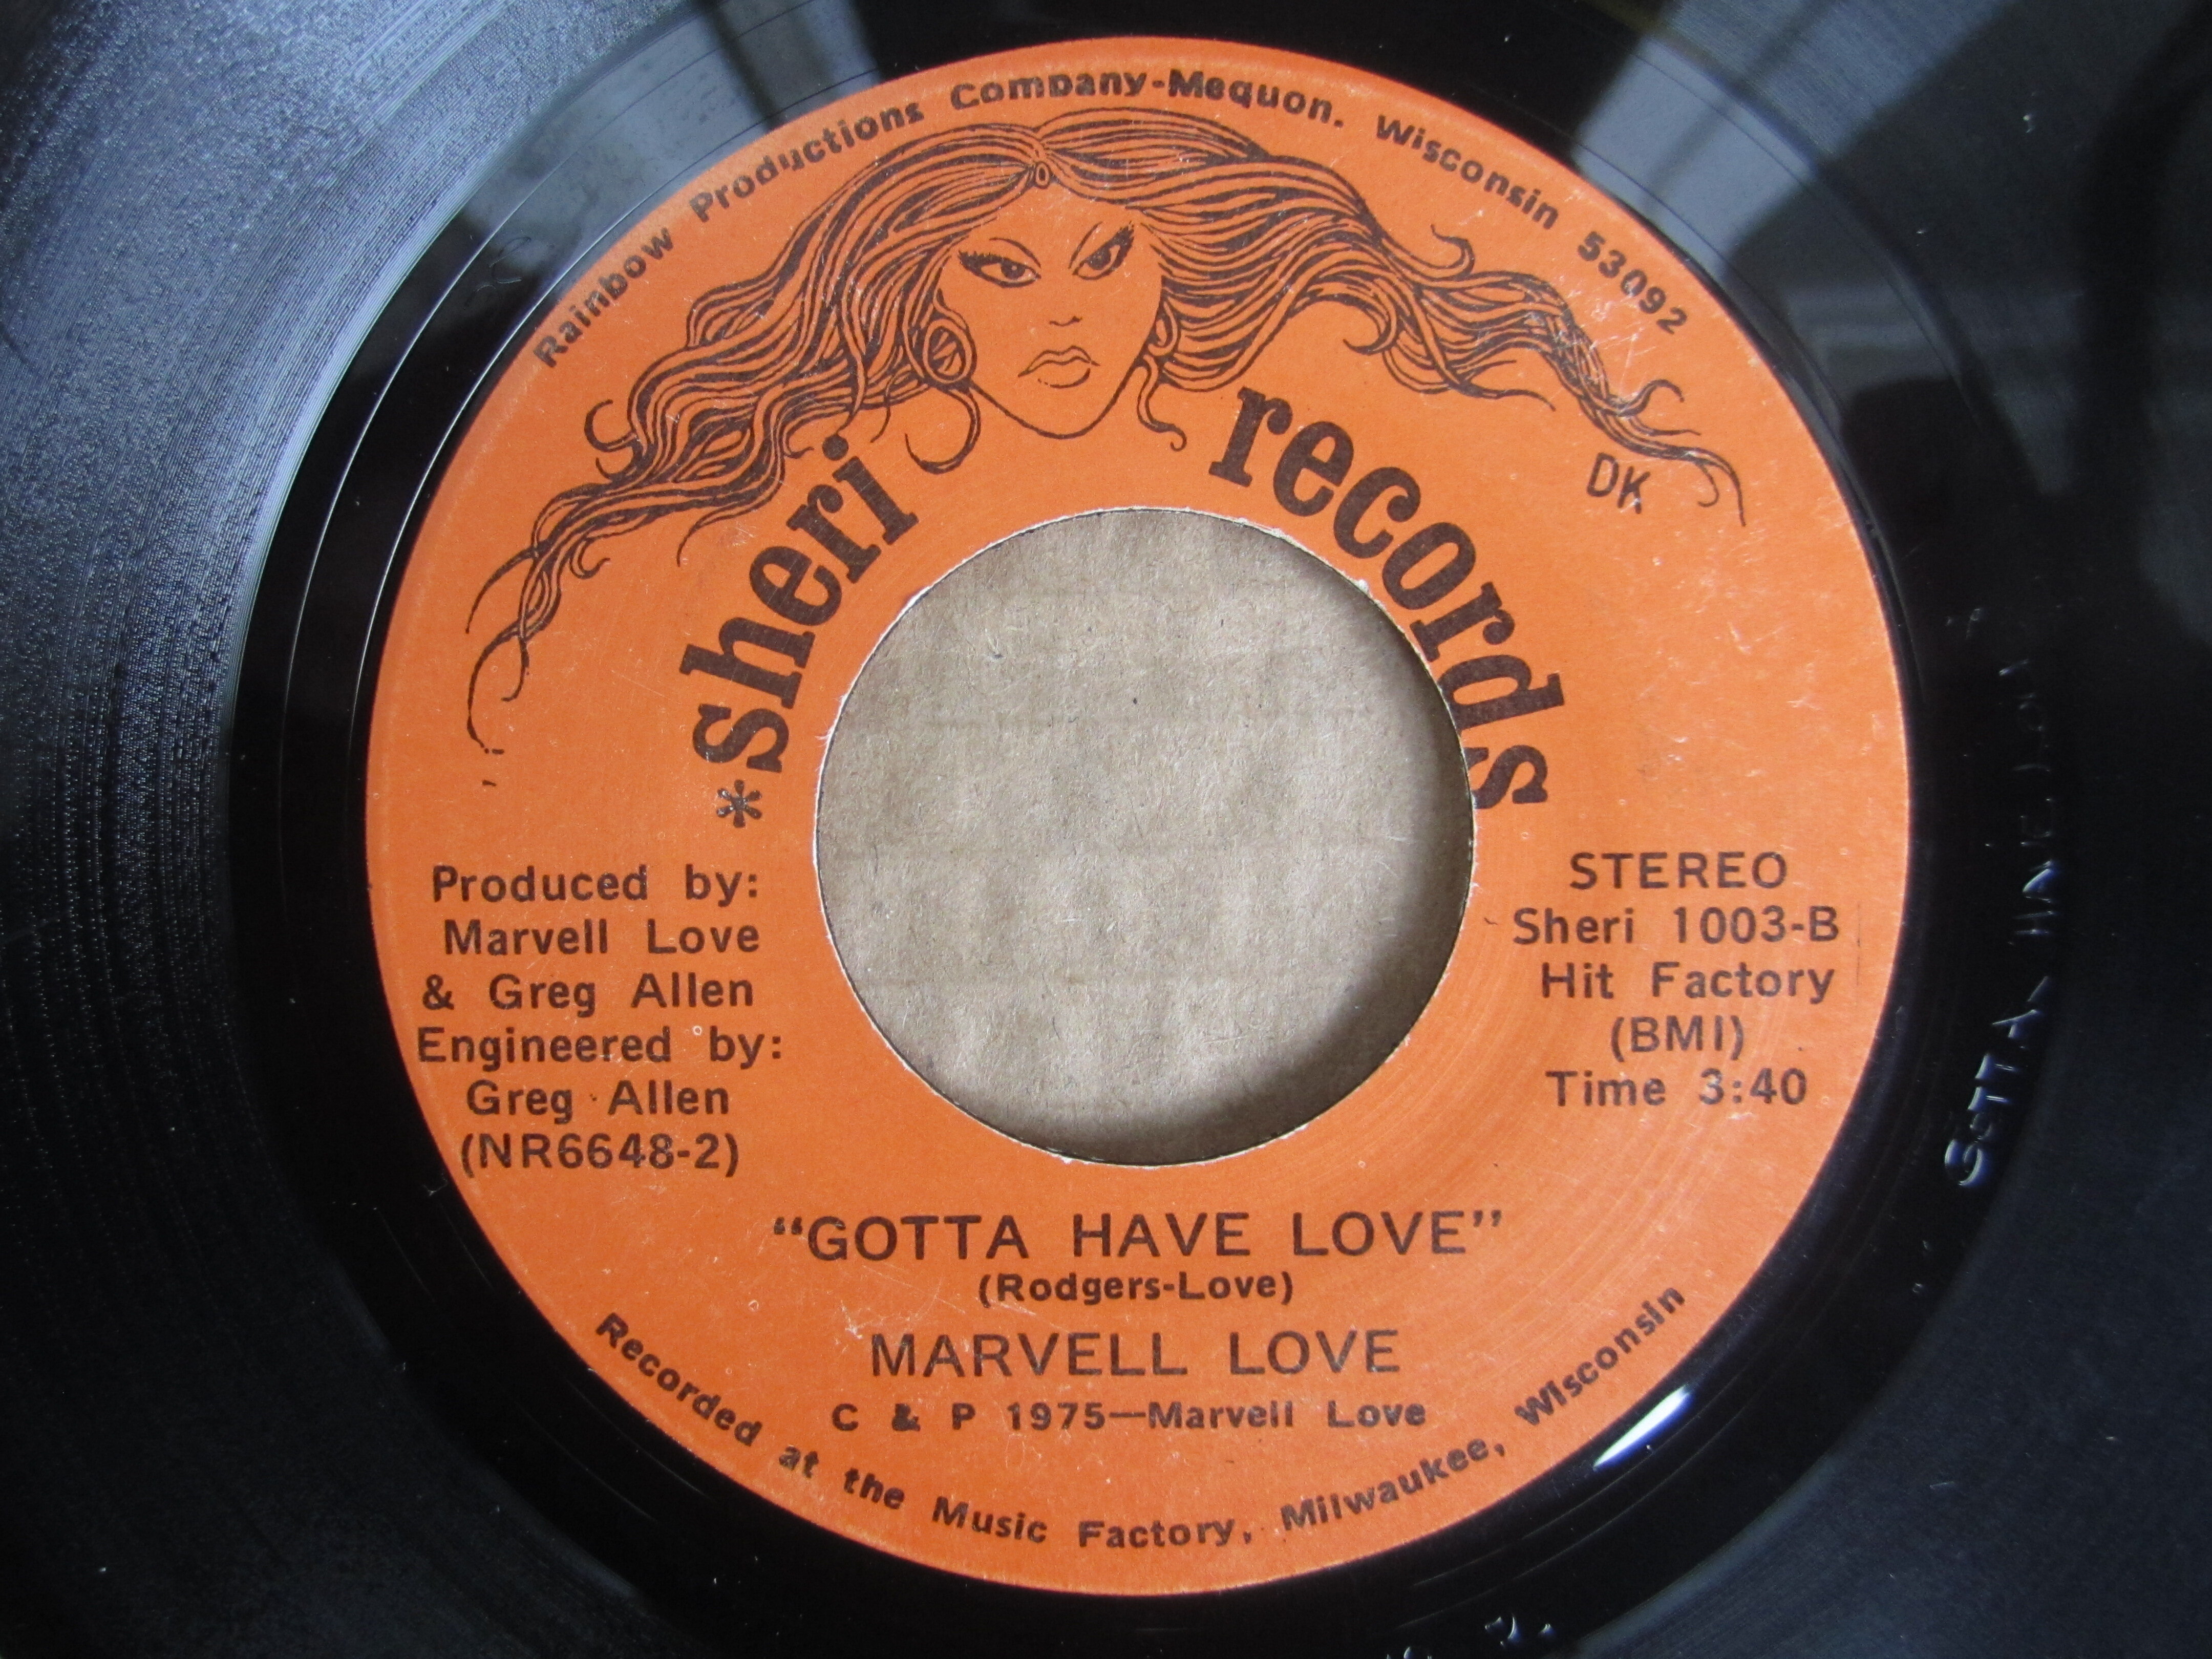 Rainbow Productions Company-Mequon. Wisconsin 53092
DK
*sheri records
Produced by:
Marvell Love
& Greg Allen
Engineered by:
Greg Allen
(NR6648-2)
STEREO
Sheri 1003-B
Hit Factory
(BMI)
Time 3:40
"GOTTA HAVE LOVE"
(Rodgers-Love)
MARVELL LOVE
C & P 1975—Marvell Love
Recorded at the Music Factory, Milwaukee, Wisconsin
GOTTA